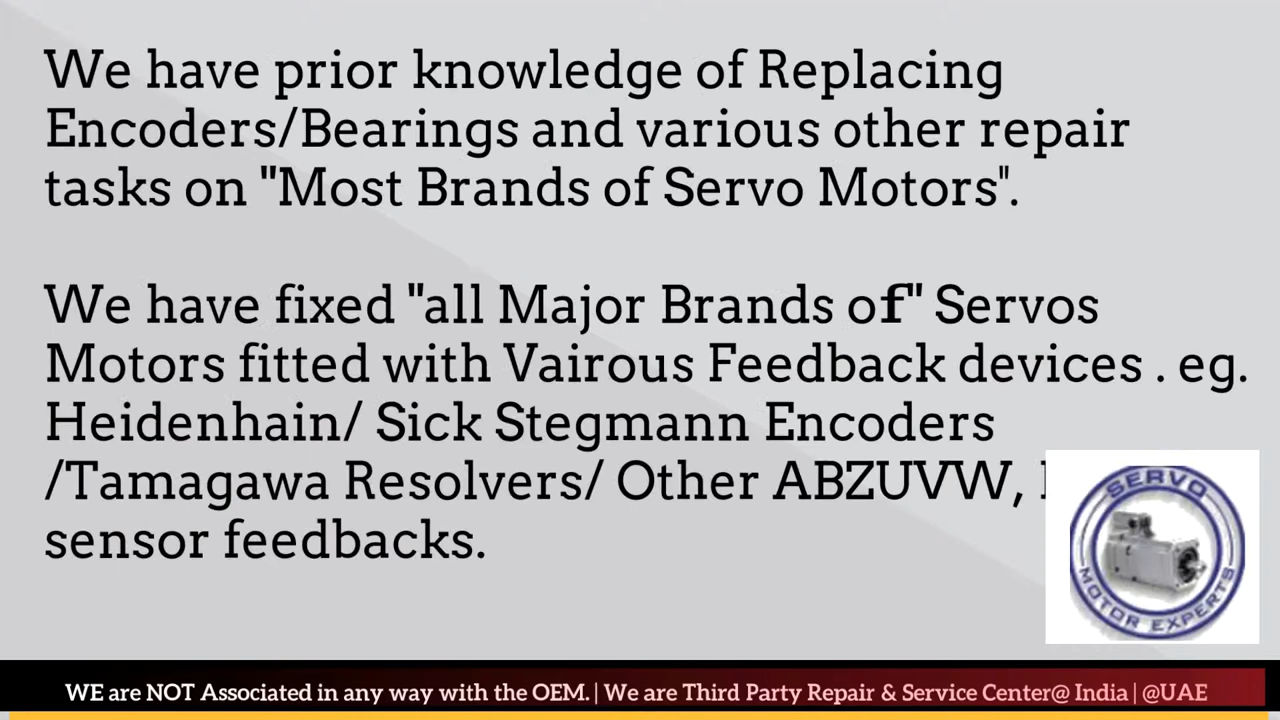 We have prior knowledge of Replacing
Encoders/Bearings and various other repair
tasks on "Most Brands of Servo Motors".
We have fixed "all Major Brands of" Servos
Motors fitted with Vairous Feedback devices . eg.
Heidenhain/ Sick Stegmann Encoders
/Tamagawa Resolvers/ Other ABZUVW,
sensor feedbacks.
SERVO
MOTOR EXPERTS
WE are NOT Associated in any way with the OEM. | We are Third Party Repair & Service Center@ India | @UAE